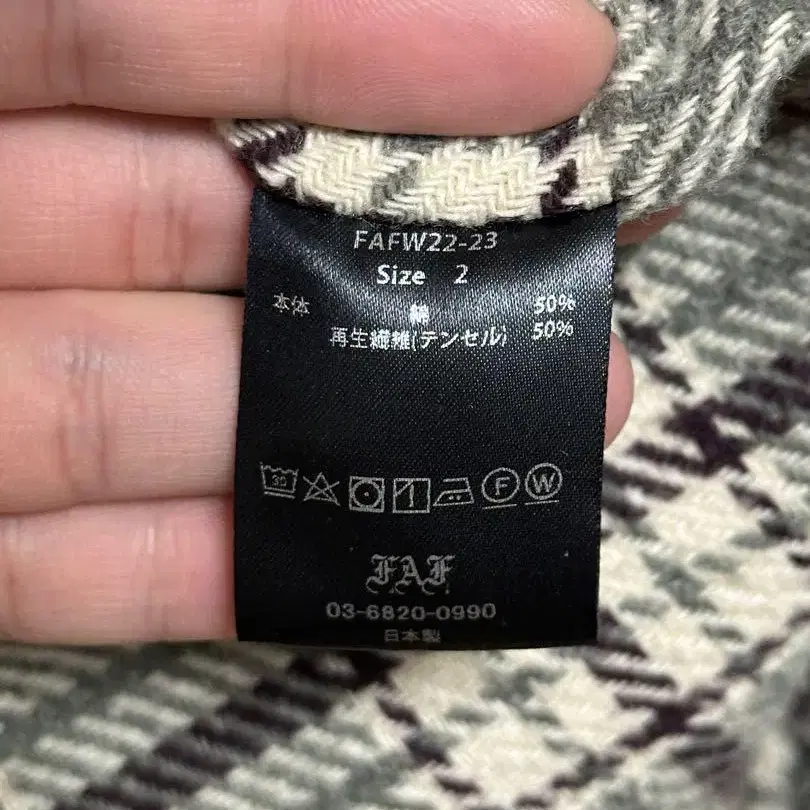 FAFW22-23
Size 2
本体 綿 50%
再生繊維(テンセル) 50%
30 F W
FAF
03-6820-0990
日本製